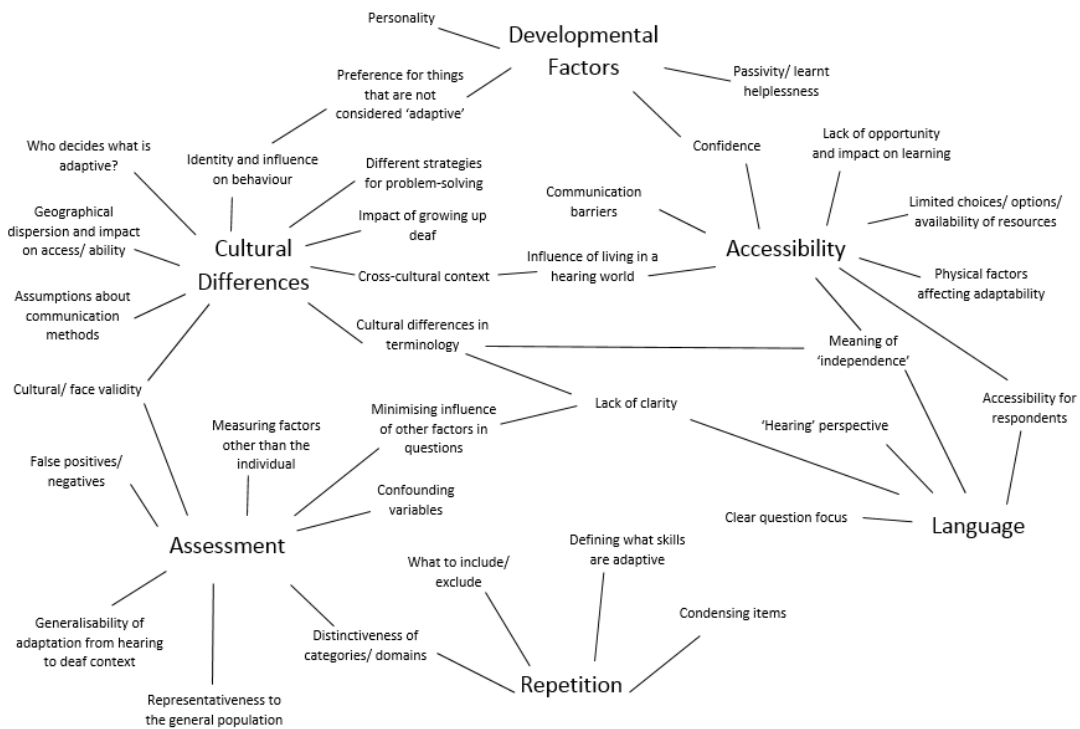 Personality
Developmental
Factors
Preference for things
that are not
considered ‘adaptive’
Passivity/ learnt
helplessness
Who decides what is
adaptive?
Identity and influence
on behaviour
Different strategies
for problem-solving
Confidence
Lack of opportunity
and impact on learning
Geographical
dispersion and impact
on access/ ability
Impact of growing up
deaf
Communication
barriers
Limited choices/ options/
availability of resources
Cultural
Differences
Cross-cultural context
Influence of living in a
hearing world
Accessibility
Physical factors
affecting adaptability
Assumptions about
communication
methods
Cultural differences in
terminology
Meaning of
‘independence’
Cultural/ face validity
Minimising influence
of other factors in
questions
Lack of clarity
Accessibility for
respondents
Measuring factors
other than the
individual
‘Hearing’ perspective
False positives/
negatives
Confounding
variables
Clear question focus
Language
Assessment
What to include/
exclude
Defining what skills
are adaptive
Condensing items
Generalisability of
adaptation from hearing
to deaf context
Distinctiveness of
categories/ domains
Repetition
Representativeness to
the general population